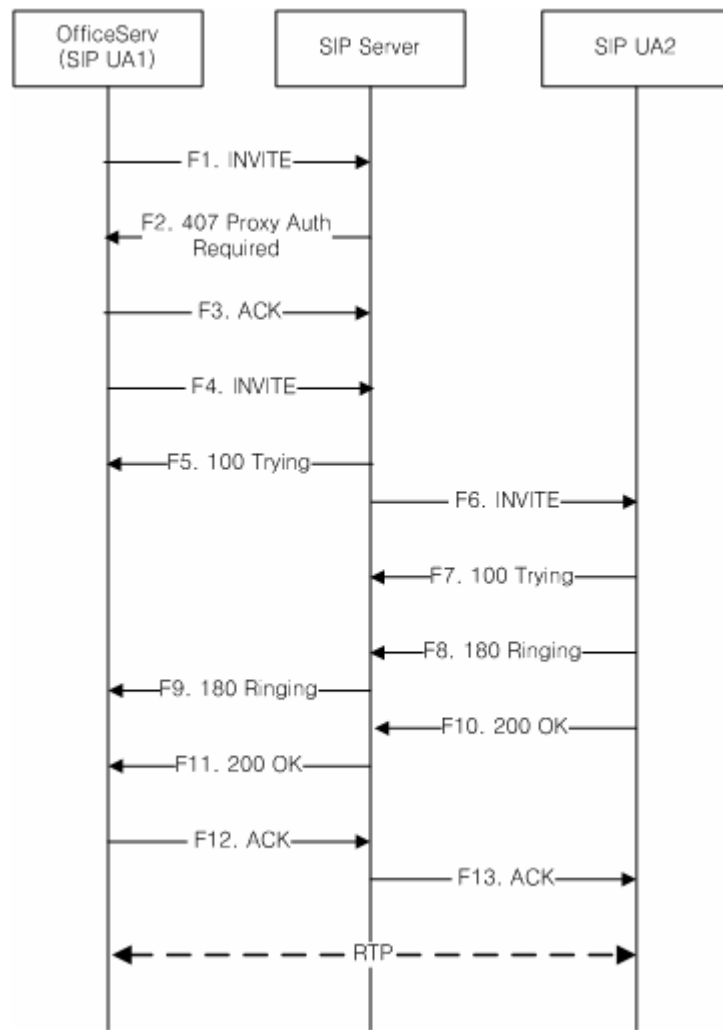 OfficeServ
(SIP UA1)
SIP Server
SIP UA2
F1. INVITE
F2. 407 Proxy Auth
Required
F3. ACK
F4. INVITE
F5. 100 Trying
F6. INVITE
F7. 100 Trying
F8. 180 Ringing
F9. 180 Ringing
F10. 200 OK
F11. 200 OK
F12. ACK
F13. ACK
RTP